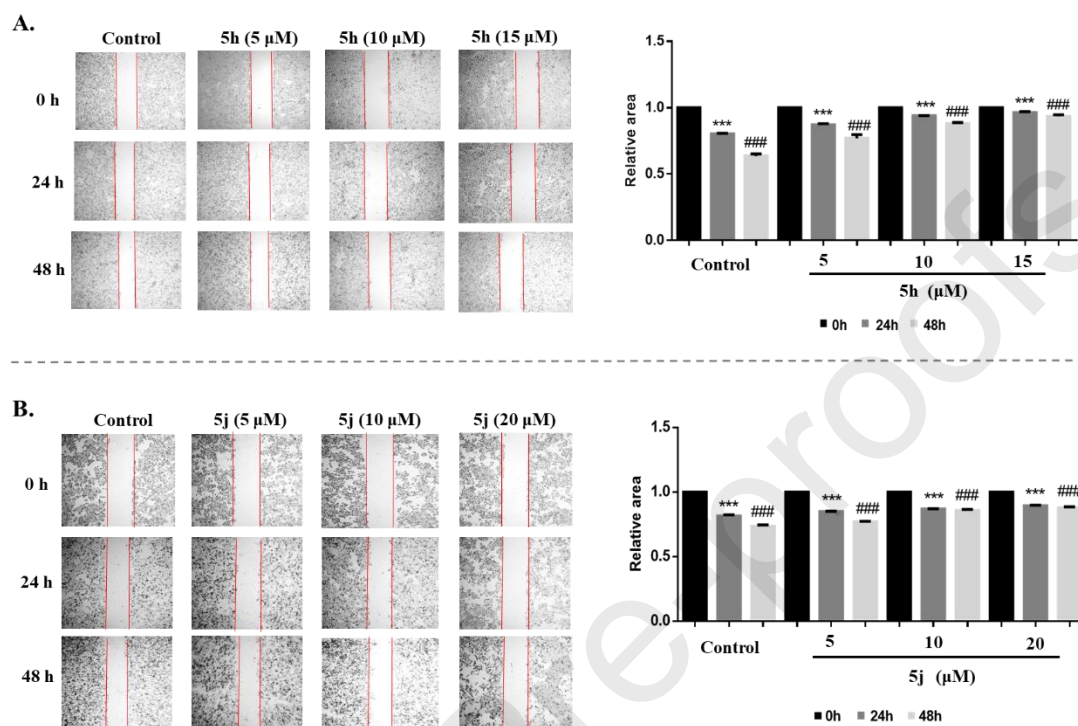 A.
Control 5h (5 μM) 5h (10 μM) 5h (15 μM)
0 h
24 h
48 h
Relative area
1.5
1.0
0.5
0.0
*** ### *** ### *** ### *** ###
Control 5 10 15
5h (μM)
0h 24h 48h
B.
Control 5j (5 μM) 5j (10 μM) 5j (20 μM)
0 h
24 h
48 h
Relative area
1.5
1.0
0.5
0.0
*** ### *** ### *** ### *** ###
Control 5 10 20
5j (μM)
0h 24h 48h
re-proofs